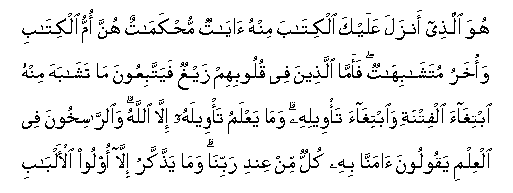 هُوَ ٱلَّذِىٓ أَنزَلَ عَلَيْكَ ٱلْكِتَٰبَ مِنْهُ ءَايَٰتٌ مُّحْكَمَٰتٌ هُنَّ أُمُّ ٱلْكِتَٰبِ
وَأُخَرُ مُتَشَٰبِهَٰتٌ ۖ فَأَمَّا ٱلَّذِينَ فِى قُلُوبِهِمْ زَيْغٌ فَيَتَّبِعُونَ مَا تَشَٰبَهَ مِنْهُ
ٱبْتِغَآءَ ٱلْفِتْنَةِ وَٱبْتِغَآءَ تَأْوِيلِهِۦ ۗ وَمَا يَعْلَمُ تَأْوِيلَهُۥٓ إِلَّا ٱللَّهُ ۗ وَٱلرَّٰسِخُونَ فِى
ٱلْعِلْمِ يَقُولُونَ ءَامَنَّا بِهِۦ كُلٌّ مِّنْ عِندِ رَبِّنَا ۗ وَمَا يَذَّكَّرُ إِلَّآ أُو۟لُوا۟ ٱلْأَلْبَٰبِ